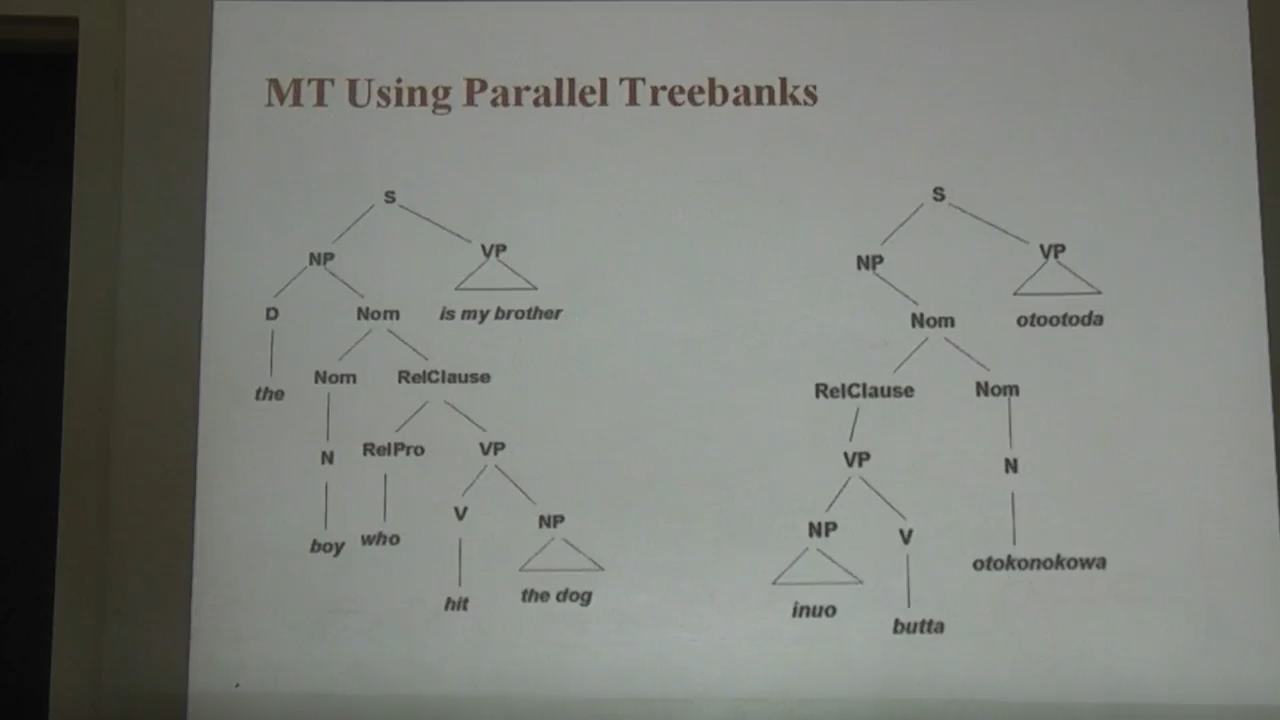 MT Using Parallel Treebanks
S
NP
VP
D
Nom
is my brother
the
Nom
RelClause
N
RelPro
VP
boy
who
V
NP
hit
the dog
S
NP
VP
Nom
otootoda
RelClause
Nom
VP
N
NP
V
otokonokowa
inuo
butta